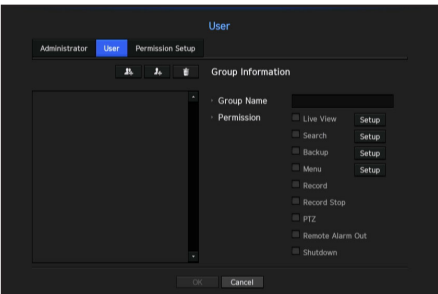 User
Administrator User Permission Setup
Group Information
Group Name
Permission
Live View Setup
Search Setup
Backup Setup
Menu Setup
Record
Record Stop
PTZ
Remote Alarm Out
Shutdown
OK Cancel